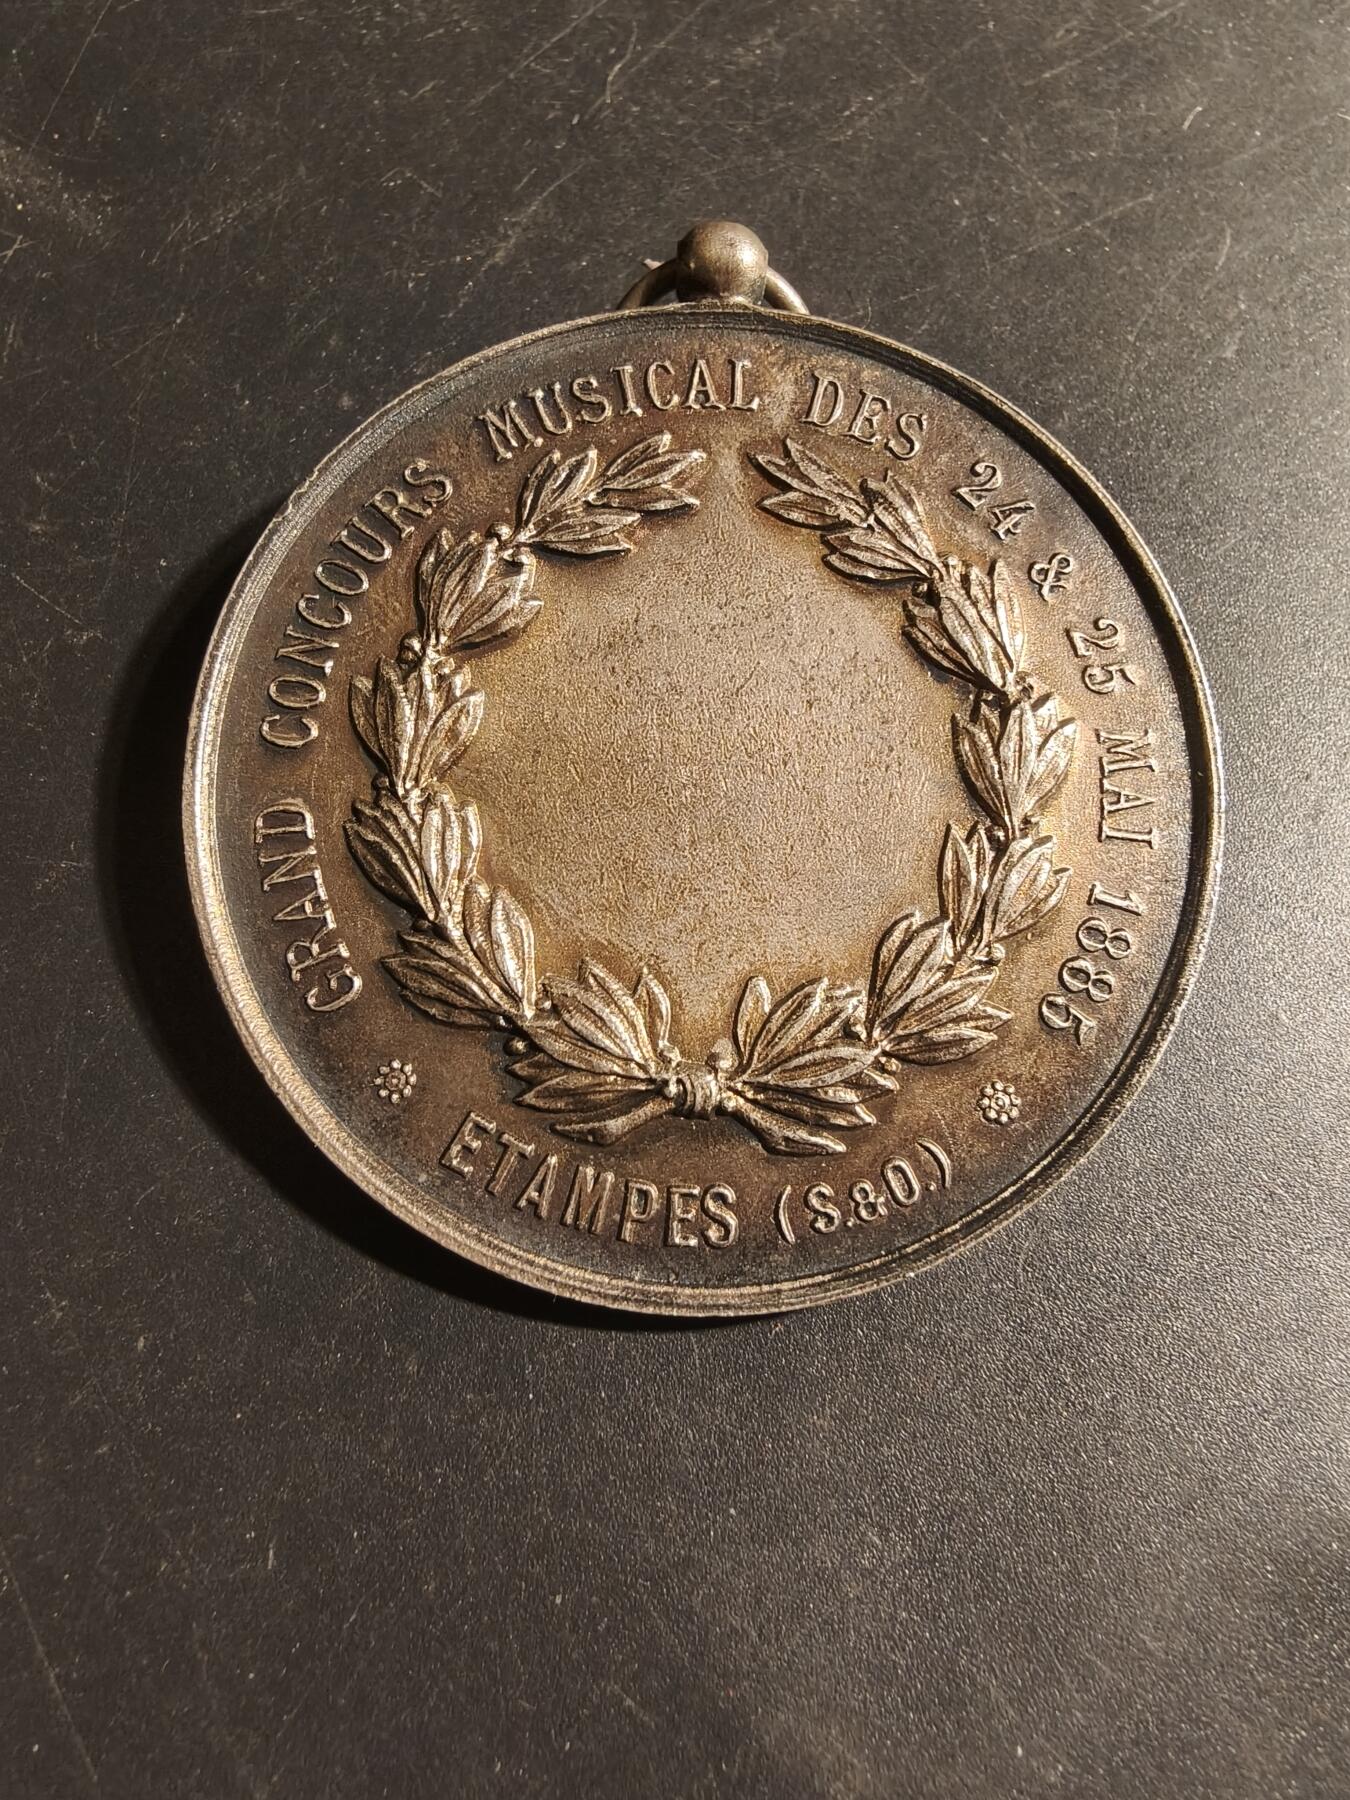 GRAND CONCOURS MUSICAL DES 24 & 25 MAI 1885
ETAMPES (S.&O.)